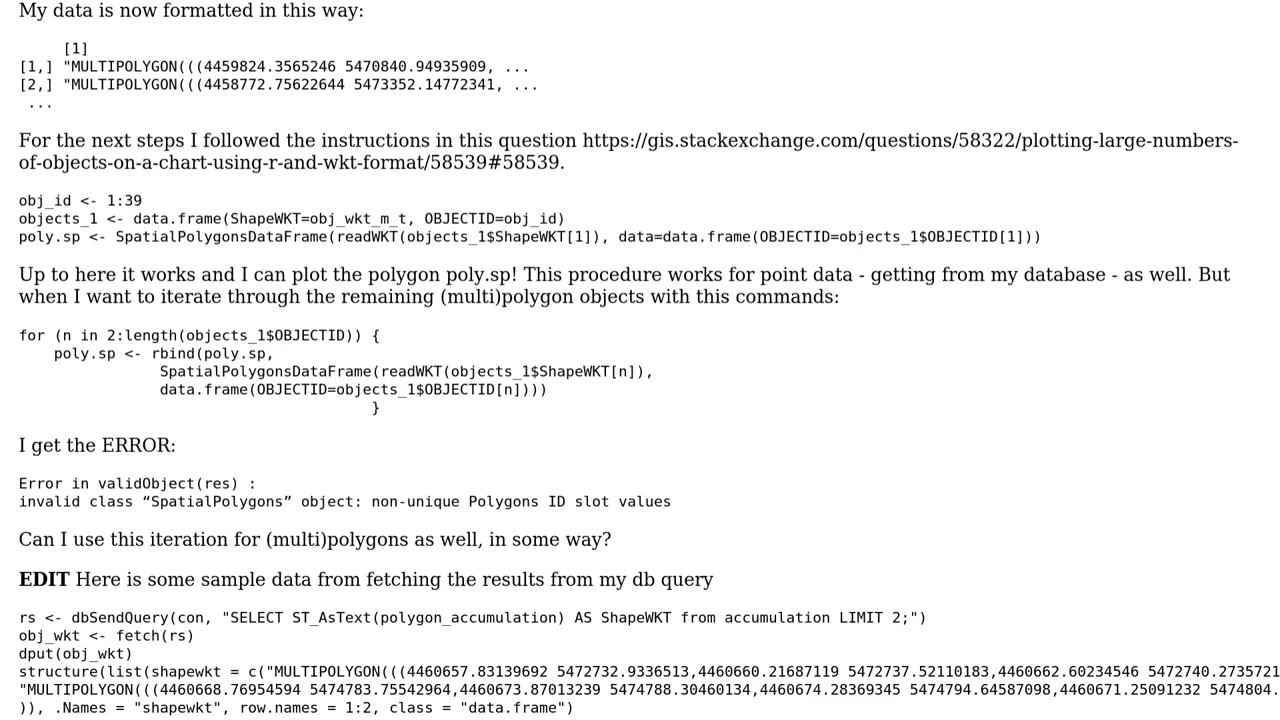 My data is now formatted in this way:
[1]
[1,] "MULTIPOLYGON(((4459824.3565246 5470840.94935909, ...
[2,] "MULTIPOLYGON(((4458772.75622644 5473352.14772341, ...
...
For the next steps I followed the instructions in this question https://gis.stackexchange.com/questions/58322/plotting-large-numbers-
of-objects-on-a-chart-using-r-and-wkt-format/58539#58539.
obj_id <- 1:39
objects_1 <- data.frame(ShapeWKT=obj_wkt_m_t, OBJECTID=obj_id)
poly.sp <- SpatialPolygonsDataFrame(readWKT(objects_1$ShapeWKT[1]), data=data.frame(OBJECTID=objects_1$OBJECTID[1]))
Up to here it works and I can plot the polygon poly.sp! This procedure works for point data - getting from my database - as well. But
when I want to iterate through the remaining (multi)polygon objects with this commands:
for (n in 2:length(objects_1$OBJECTID)) {
poly.sp <- rbind(poly.sp,
SpatialPolygonsDataFrame(readWKT(objects_1$ShapeWKT[n]),
data.frame(OBJECTID=objects_1$OBJECTID[n])))
}
I get the ERROR:
Error in validObject(res) :
invalid class “SpatialPolygons” object: non-unique Polygons ID slot values
Can I use this iteration for (multi)polygons as well, in some way?
EDIT Here is some sample data from fetching the results from my db query
rs <- dbSendQuery(con, "SELECT ST_AsText(polygon_accumulation) AS ShapeWKT from accumulation LIMIT 2;")
obj_wkt <- fetch(rs)
dput(obj_wkt)
structure(list(shapewkt = c("MULTIPOLYGON(((4460657.83139692 5472732.9336513,4460660.21687119 5472737.52110183,4460662.60234546 5472740.2735721
"MULTIPOLYGON(((4460668.76954594 5474783.75542964,4460673.87013239 5474788.30460134,4460674.28369345 5474794.64587098,4460671.25091232 5474804.
)), .Names = "shapewkt", row.names = 1:2, class = "data.frame")